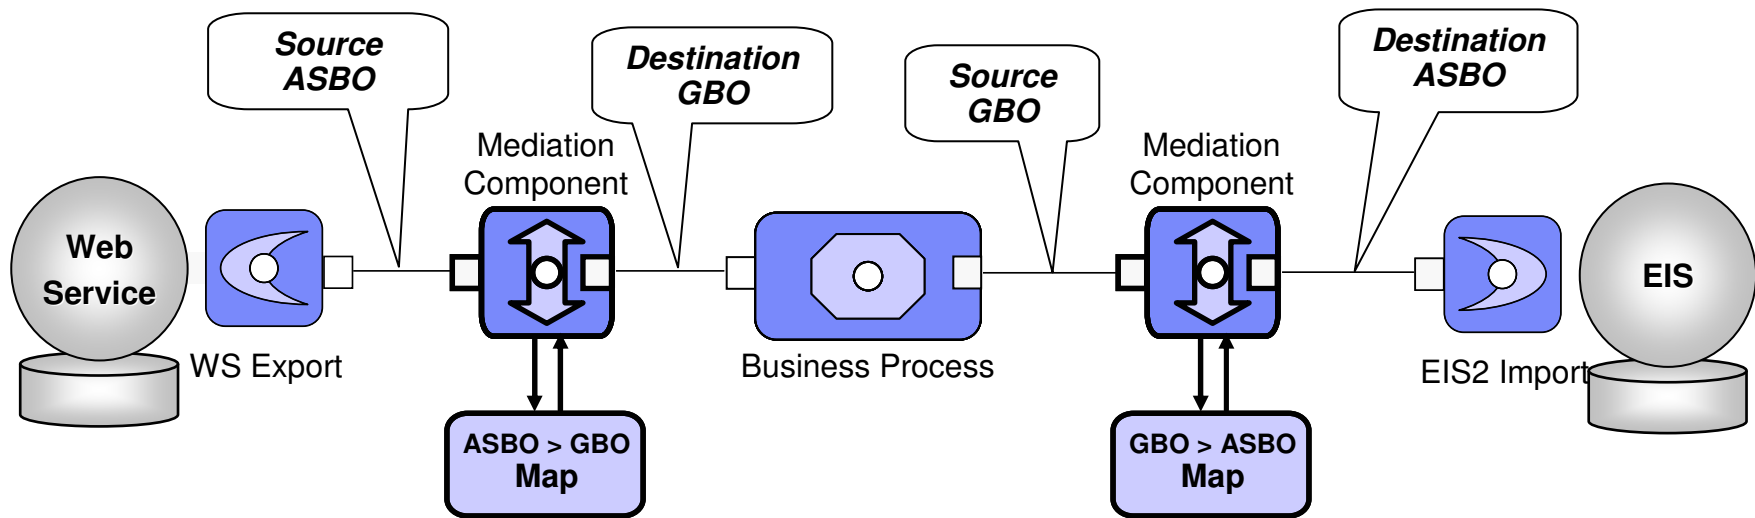 Source
ASBO
Destination
GBO
Source
GBO
Destination
ASBO
Mediation
Component
Mediation
Component
Web
Service
EIS
WS Export
Business Process
EIS2 Import
ASBO > GBO
Map
GBO > ASBO
Map